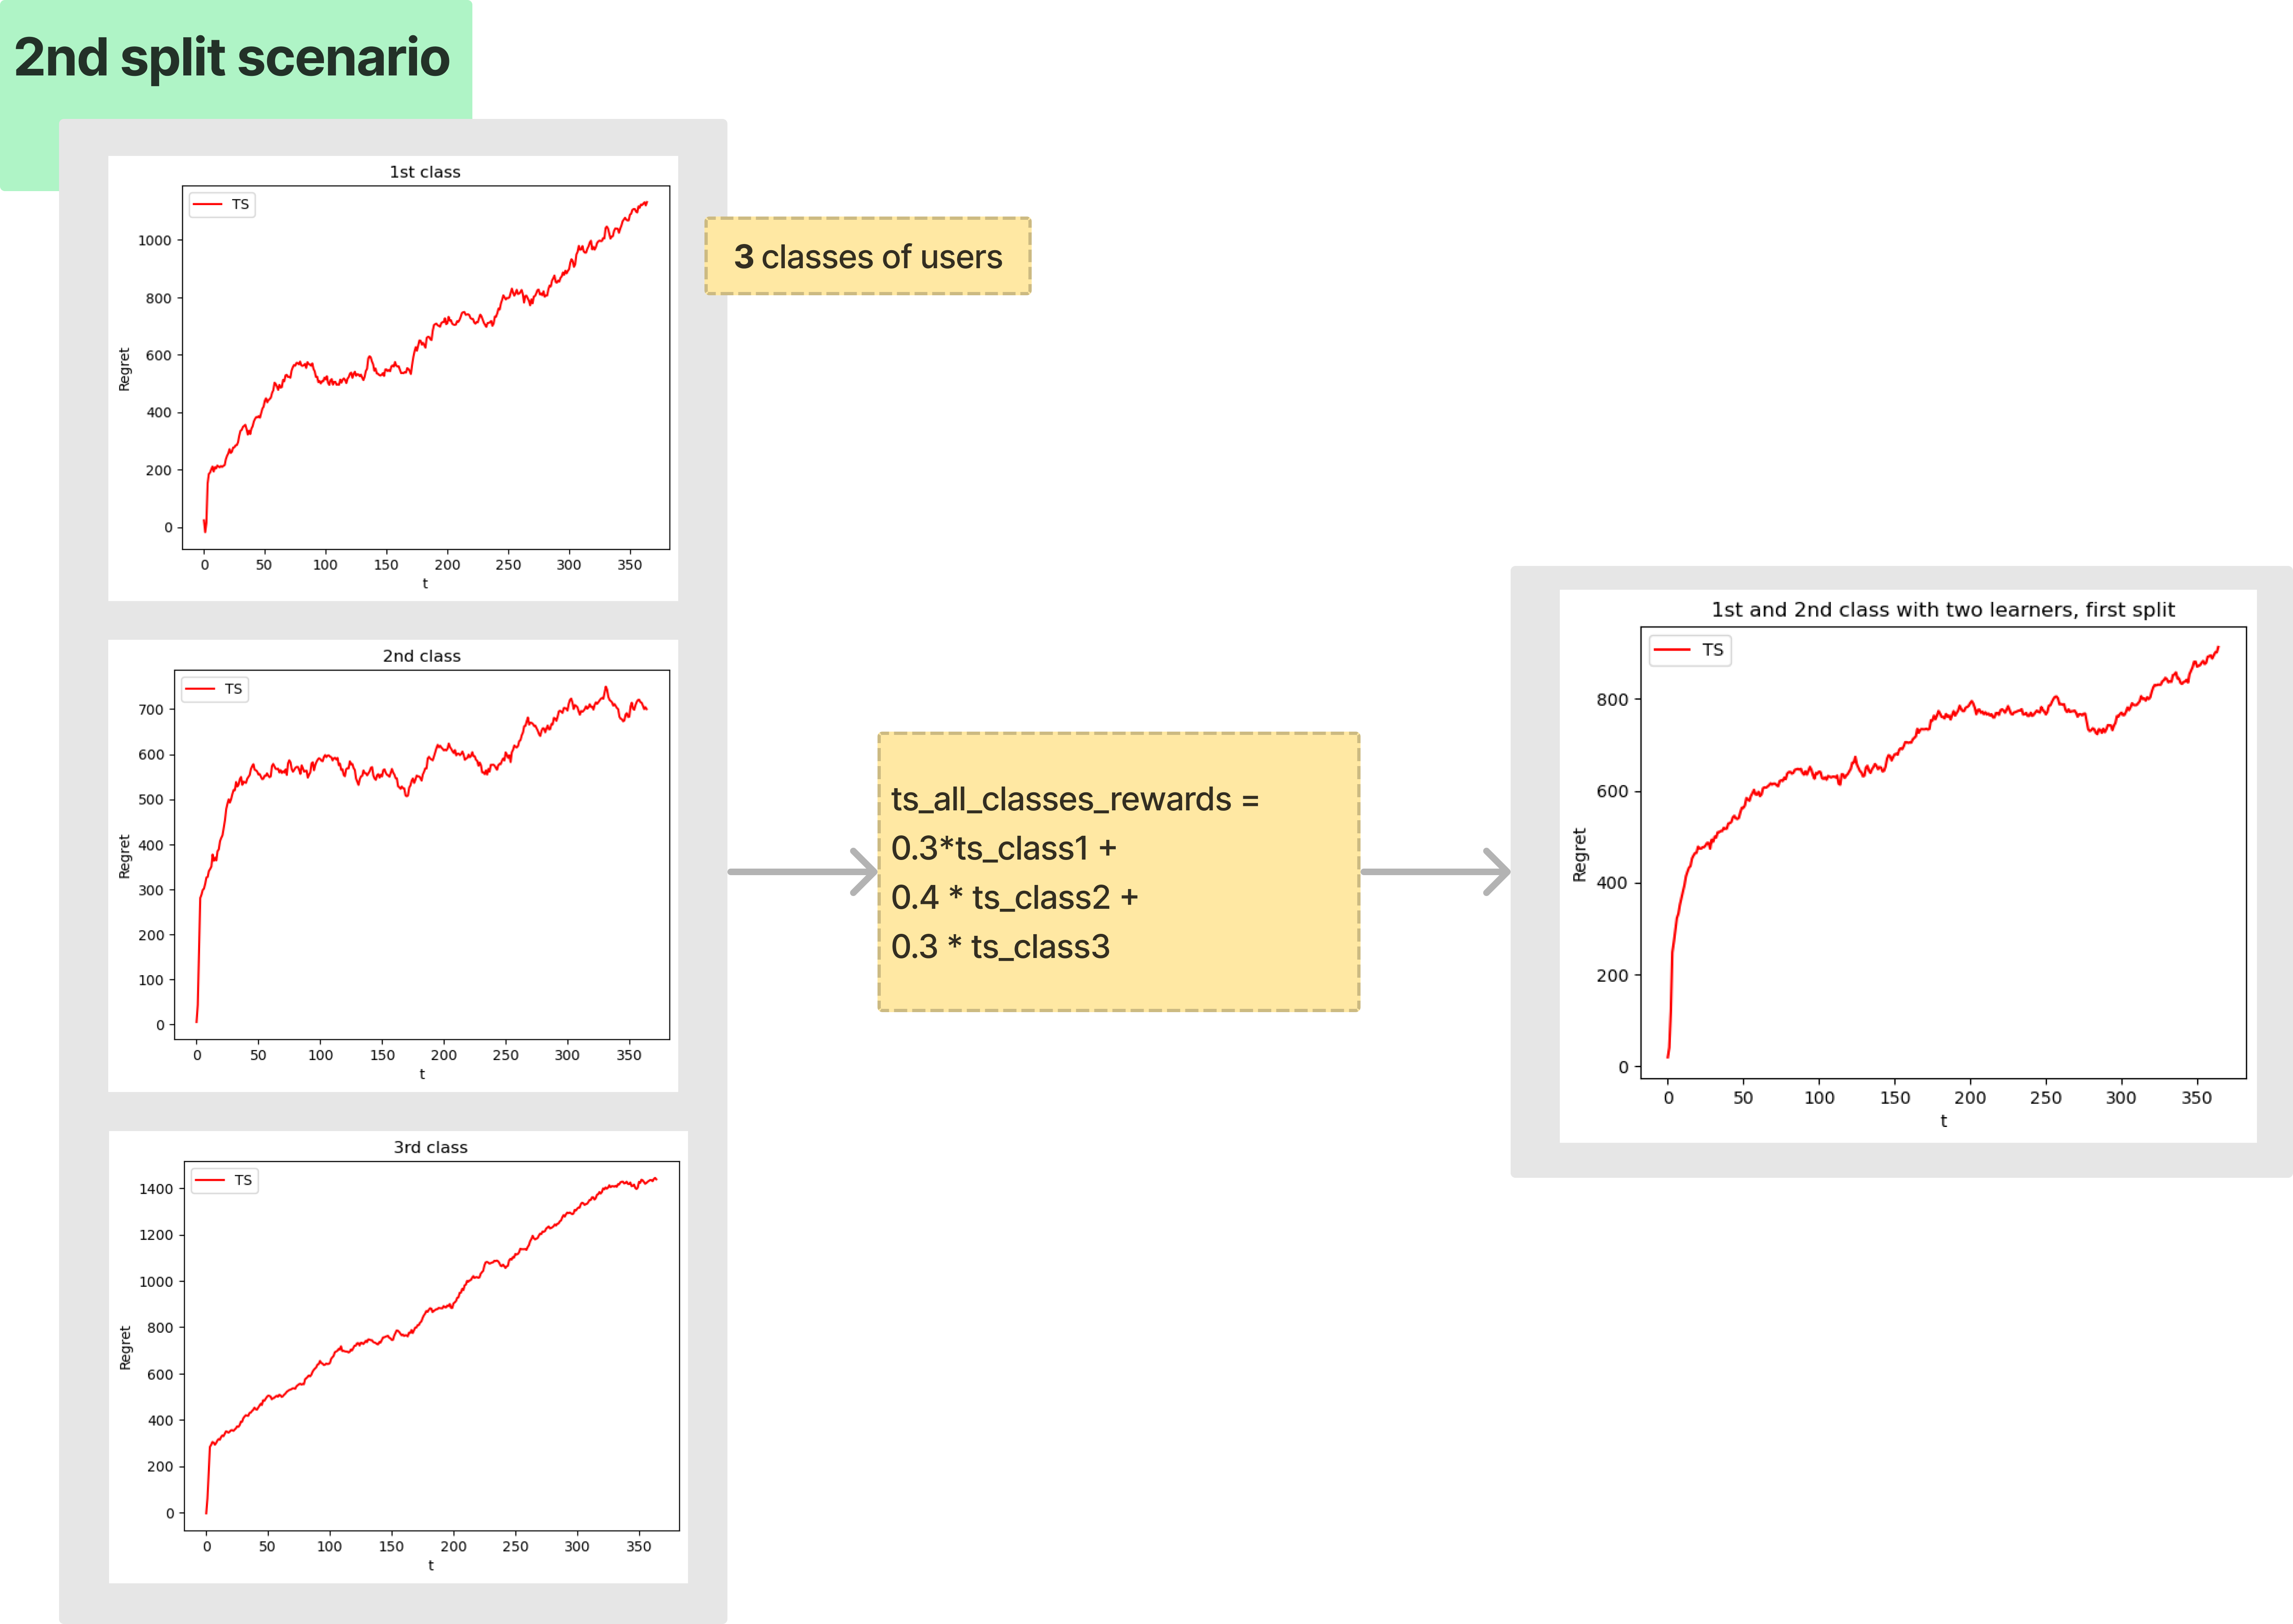 2nd split scenario
1st class
TS
Regret
1000
800
600
400
200
0
0 50 100 150 200 250 300 350
t
3 classes of users
2nd class
TS
Regret
700
600
500
400
300
200
100
0
0 50 100 150 200 250 300 350
t
3rd class
TS
Regret
1400
1200
1000
800
600
400
200
0
0 50 100 150 200 250 300 350
t
ts_all_classes_rewards =
0.3*ts_class1 +
0.4 * ts_class2 +
0.3 * ts_class3
1st and 2nd class with two learners, first split
TS
Regret
800
600
400
200
0
0 50 100 150 200 250 300 350
t